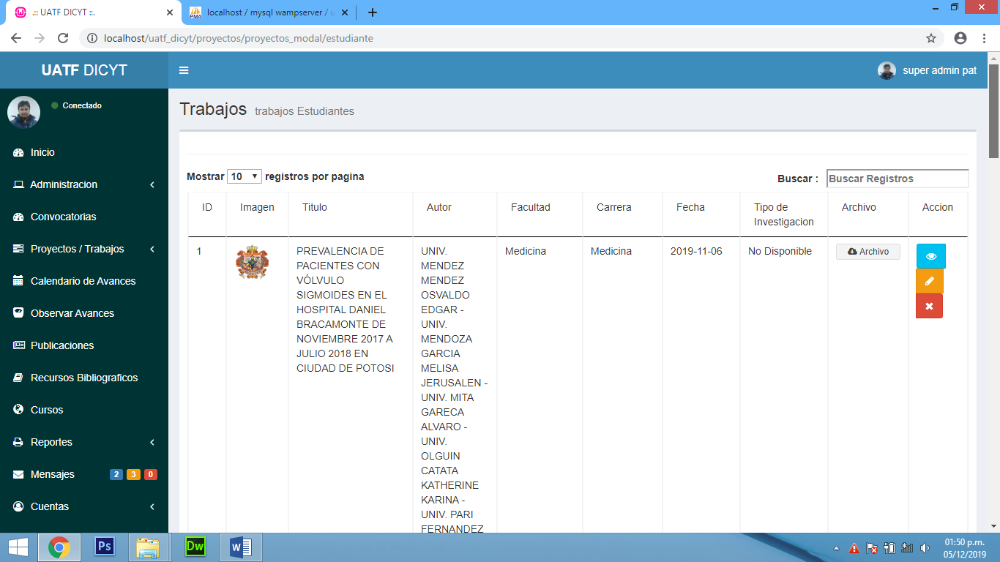 .:: UATF DICYT ::.
localhost / mysql wampserver / u
localhost/uatf_dicyt/proyectos/proyectos_modal/estudiante
UATF DICYT
super admin pat
Conectado
Inicio
Administracion
Convocatorias
Proyectos / Trabajos
Calendario de Avances
Observar Avances
Publicaciones
Recursos Bibliograficos
Cursos
Reportes
Mensajes 2 3 0
Cuentas
Trabajos trabajos Estudiantes
Mostrar 10 registros por pagina
Buscar : Buscar Registros
ID Imagen Titulo Autor Facultad Carrera Fecha Tipo de Investigacion Archivo Accion
1
PREVALENCIA DE
PACIENTES CON
VÓLVULO
SIGMOIDES EN EL
HOSPITAL DANIEL
BRACAMONTE DE
NOVIEMBRE 2017 A
JULIO 2018 EN
CIUDAD DE POTOSI
UNIV.
MENDEZ
MENDEZ
OSVALDO
EDGAR -
UNIV.
MENDOZA
GARCIA
MELISA
JERUSALEN -
UNIV. MITA
GARECA
ALVARO -
UNIV.
OLGUIN
CATATA
KATHERINE
KARINA -
UNIV. PARI
FERNANDEZ
Medicina
Medicina
2019-11-06
No Disponible
Archivo
PMA
Ps
Dw
W
01:50 p.m.
05/12/2019